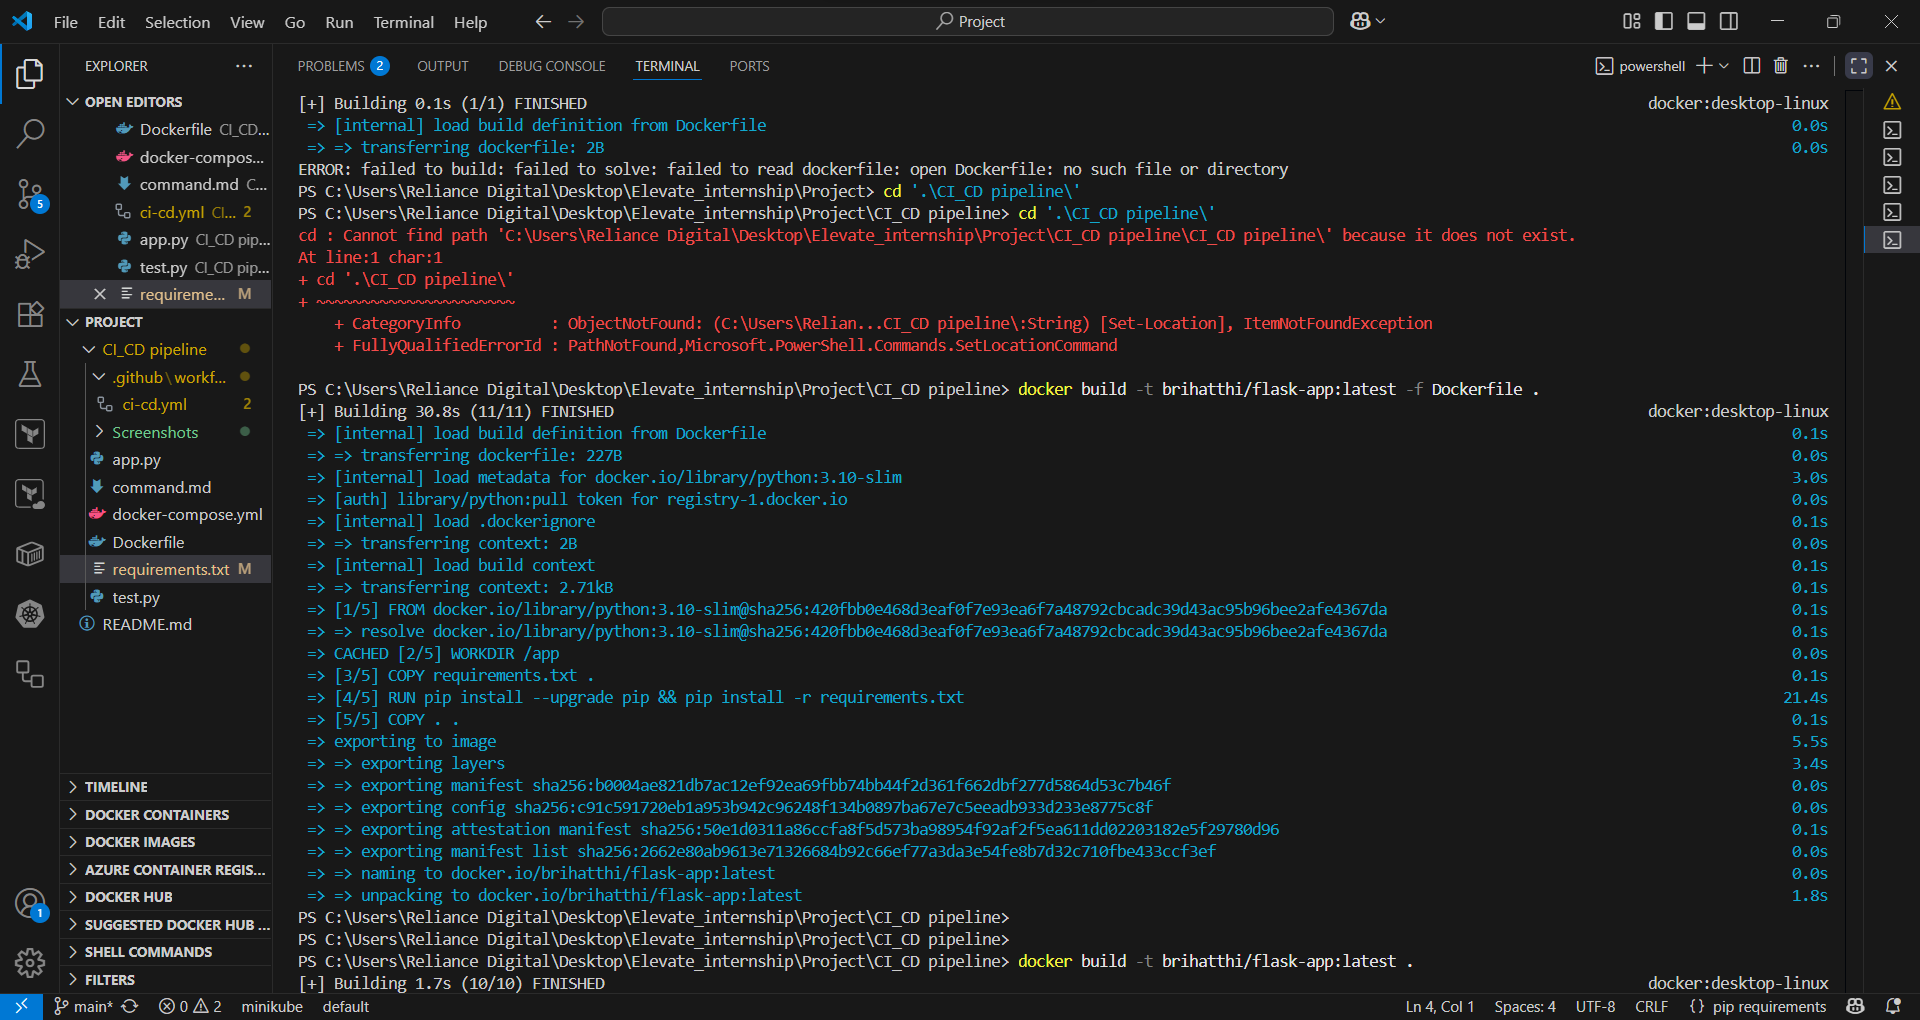 File Edit Selection View Go Run Terminal Help
Project
EXPLORER
PROBLEMS 2 OUTPUT DEBUG CONSOLE TERMINAL PORTS
powershell
OPEN EDITORS
Dockerfile CI_CD...
docker-compos...
command.md C...
ci-cd.yml CI... 2
app.py CI_CD pip...
test.py CI_CD pip...
requireme... M
PROJECT
CI_CD pipeline
.github\workf...
ci-cd.yml 2
Screenshots
app.py
command.md
docker-compose.yml
Dockerfile
requirements.txt M
test.py
README.md
TIMELINE
DOCKER CONTAINERS
DOCKER IMAGES
AZURE CONTAINER REGIS...
DOCKER HUB
SUGGESTED DOCKER HUB ...
SHELL COMMANDS
FILTERS
5
1
[+] Building 0.1s (1/1) FINISHED docker:desktop-linux
=> [internal] load build definition from Dockerfile 0.0s
=> => transferring dockerfile: 2B 0.0s
ERROR: failed to build: failed to solve: failed to read dockerfile: open Dockerfile: no such file or directory
PS C:\Users\Reliance Digital\Desktop\Elevate_internship\Project> cd '.\CI_CD pipeline\'
PS C:\Users\Reliance Digital\Desktop\Elevate_internship\Project\CI_CD pipeline> cd '.\CI_CD pipeline\'
cd : Cannot find path 'C:\Users\Reliance Digital\Desktop\Elevate_internship\Project\CI_CD pipeline\CI_CD pipeline\' because it does not exist.
At line:1 char:1
+ cd '.\CI_CD pipeline\'
+ ~~~~~~~~~~~~~~~~~~~~~~
+ CategoryInfo : ObjectNotFound: (C:\Users\Relian...CI_CD pipeline\:String) [Set-Location], ItemNotFoundException
+ FullyQualifiedErrorId : PathNotFound,Microsoft.PowerShell.Commands.SetLocationCommand
PS C:\Users\Reliance Digital\Desktop\Elevate_internship\Project\CI_CD pipeline> docker build -t brihatthi/flask-app:latest -f Dockerfile .
[+] Building 30.8s (11/11) FINISHED docker:desktop-linux
=> [internal] load build definition from Dockerfile 0.1s
=> => transferring dockerfile: 227B 0.0s
=> [internal] load metadata for docker.io/library/python:3.10-slim 3.0s
=> [auth] library/python:pull token for registry-1.docker.io 0.0s
=> [internal] load .dockerignore 0.1s
=> => transferring context: 2B 0.0s
=> [internal] load build context 0.1s
=> => transferring context: 2.71kB 0.1s
=> [1/5] FROM docker.io/library/python:3.10-slim@sha256:420fbb0e468d3eaf0f7e93ea6f7a48792cbcadc39d43ac95b96bee2afe4367da 0.1s
=> => resolve docker.io/library/python:3.10-slim@sha256:420fbb0e468d3eaf0f7e93ea6f7a48792cbcadc39d43ac95b96bee2afe4367da 0.1s
=> CACHED [2/5] WORKDIR /app 0.0s
=> [3/5] COPY requirements.txt . 0.1s
=> [4/5] RUN pip install --upgrade pip && pip install -r requirements.txt 21.4s
=> [5/5] COPY . . 0.1s
=> exporting to image 5.5s
=> => exporting layers 3.4s
=> => exporting manifest sha256:b0004ae821db7ac12ef92ea69fbb74bb44f2d361f662dbf277d5864d53c7b46f 0.0s
=> => exporting config sha256:c91c591720eb1a953b942c96248f134b0897ba67e7c5eeadb933d233e8775c8f 0.0s
=> => exporting attestation manifest sha256:50e1d0311a86ccfa8f5d573ba98954f92af2f5ea611dd02203182e5f29780d96 0.1s
=> => exporting manifest list sha256:2662e80ab9613e71326684b92c66ef77a3da3e54fe8b7d32c710fbe433ccf3ef 0.0s
=> => naming to docker.io/brihatthi/flask-app:latest 0.0s
=> => unpacking to docker.io/brihatthi/flask-app:latest 1.8s
PS C:\Users\Reliance Digital\Desktop\Elevate_internship\Project\CI_CD pipeline>
PS C:\Users\Reliance Digital\Desktop\Elevate_internship\Project\CI_CD pipeline>
PS C:\Users\Reliance Digital\Desktop\Elevate_internship\Project\CI_CD pipeline> docker build -t brihatthi/flask-app:latest .
[+] Building 1.7s (10/10) FINISHED docker:desktop-linux
main* 0 2 minikube default Ln 4, Col 1 Spaces: 4 UTF-8 CRLF {} pip requirements